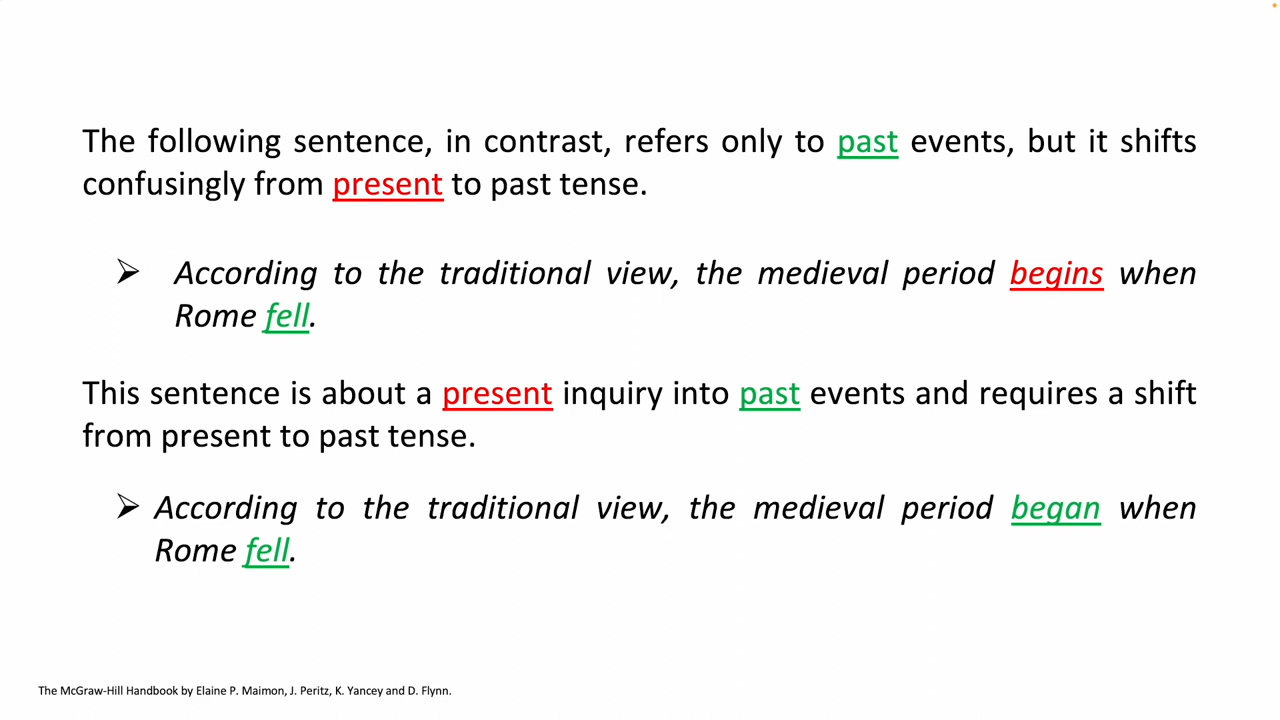 The following sentence, in contrast, refers only to past events, but it shifts
confusingly from present to past tense.
➢ According to the traditional view, the medieval period begins when
Rome fell.
This sentence is about a present inquiry into past events and requires a shift
from present to past tense.
➢ According to the traditional view, the medieval period began when
Rome fell.
The McGraw-Hill Handbook by Elaine P. Maimon, J. Peritz, K. Yancey and D. Flynn.